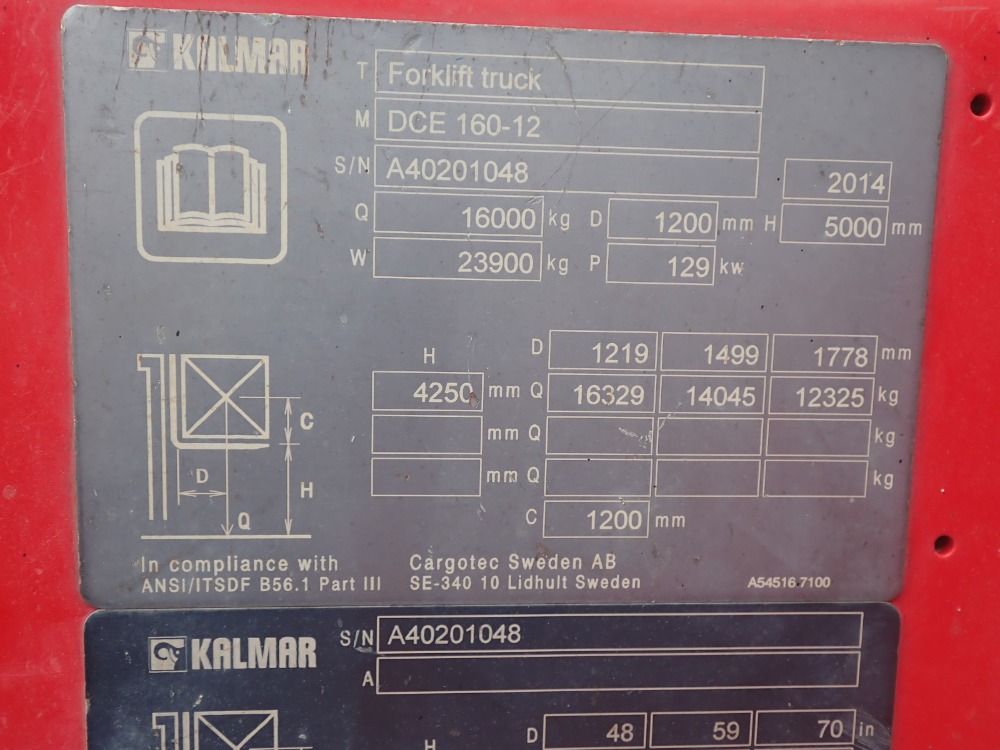 KALMAR
T Forklift truck
M DCE 160-12
S/N A40201048 2014
Q 16000 kg D 1200 mm H 5000 mm
W 23900 kg P 129 kw
H D 1219 1499 1778 mm
4250 mm Q 16329 14045 12325 kg
mm Q kg
mm Q kg
C 1200 mm
C
D H
Q
In compliance with
ANSI/ITSDF B56.1 Part III
Cargotec Sweden AB
SE-340 10 Lidhult Sweden
A54516.7100
KALMAR
S/N A40201048
A
H D 48 59 70 in